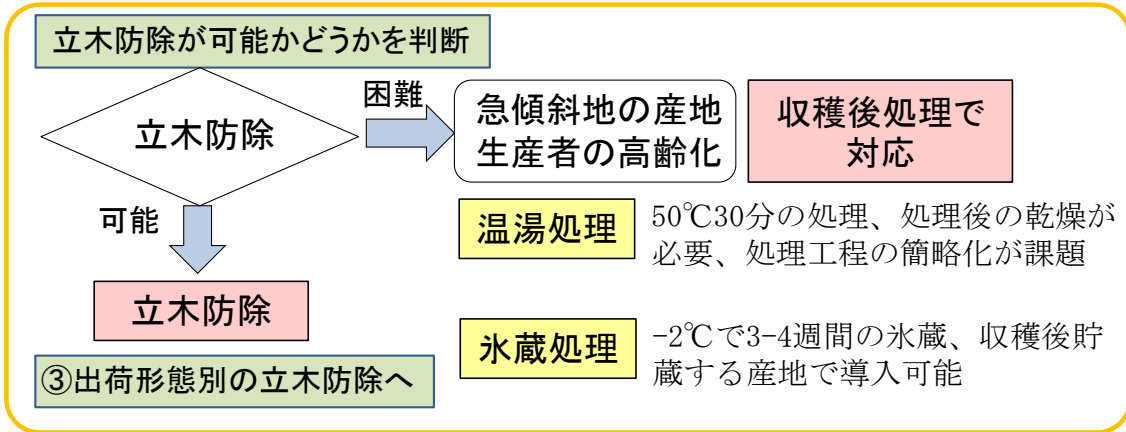 立木防除が可能かどうかを判断
立木防除
困難
急傾斜地の産地
生産者の高齢化
収穫後処理で
対応
可能
立木防除
③出荷形態別の立木防除へ
温湯処理
50℃30分の処理、処理後の乾燥が
必要、処理工程の簡略化が課題
氷蔵処理
-2℃で3-4週間の氷蔵、収穫後貯
蔵する産地で導入可能